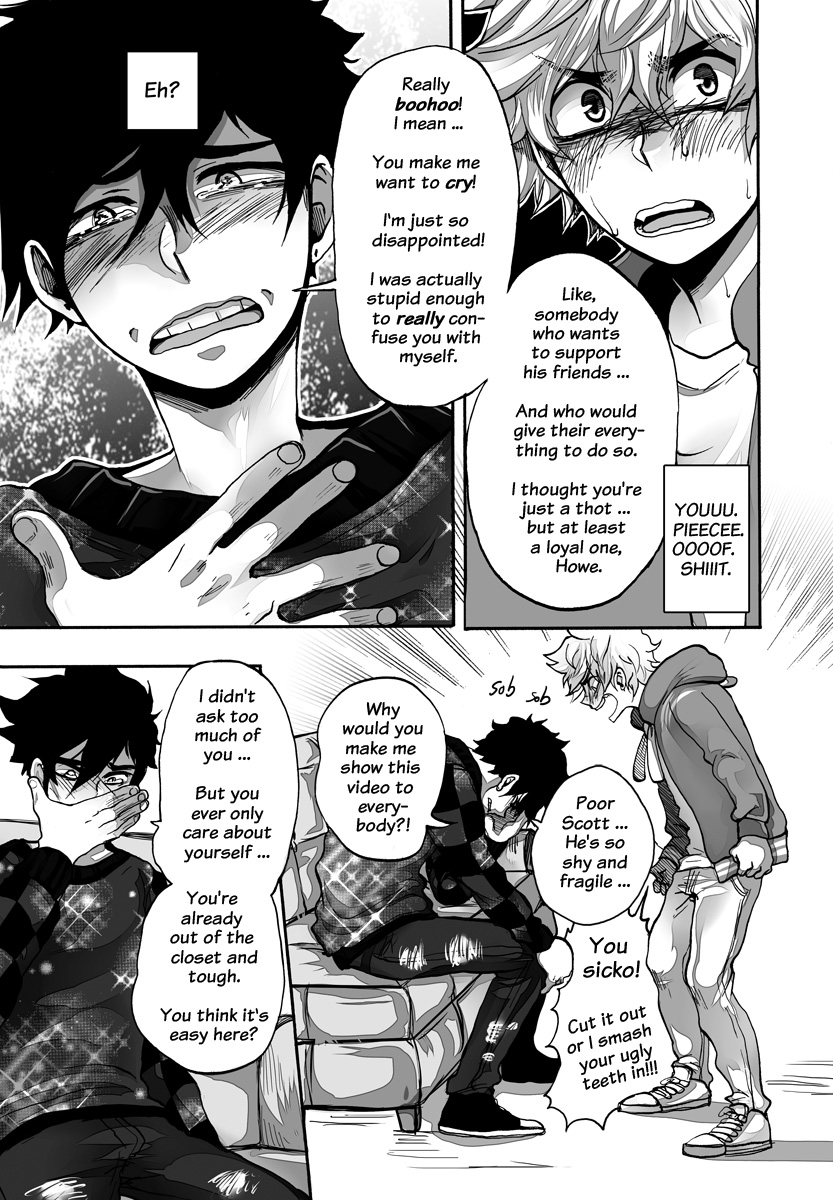 Eh?
Really
boohoo!
I mean ...
You make me
want to cry!
I'm just so
disappointed!
I was actually
stupid enough
to really con-
fuse you with
myself.
Like,
somebody
who wants
to support
his friends ...
And who would
give their every-
thing to do so.
I thought you're
just a thot ...
but at least
a loyal one,
Howe.
YOUUU.
PIEECEE.
OOOOF.
SHIIIT.
I didn't
ask too
much of
you ...
But you
ever only
care about
yourself ...
You're
already
out of the
closet and
tough.
You think it's
easy here?
Why
would you
make me
show this
video to
every-
body?!
sob sob
Poor
Scott ...
He's so
shy and
fragile ...
You
sicko!
Cut it out
or I smash
your ugly
teeth in!!!